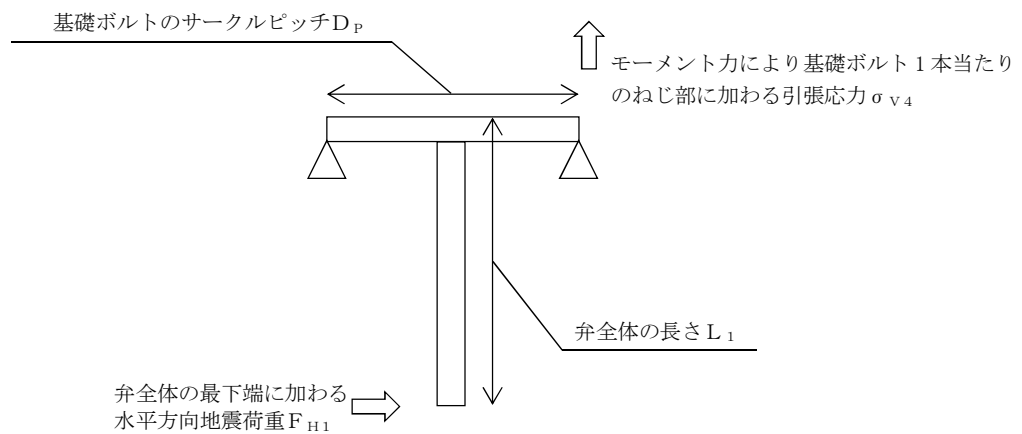 基礎ボルトのサークルピッチDP
モーメント力により基礎ボルト1本当たり
のねじ部に加わる引張応力σV4
弁全体の長さL1
弁全体の最下端に加わる
水平方向地震荷重FH1